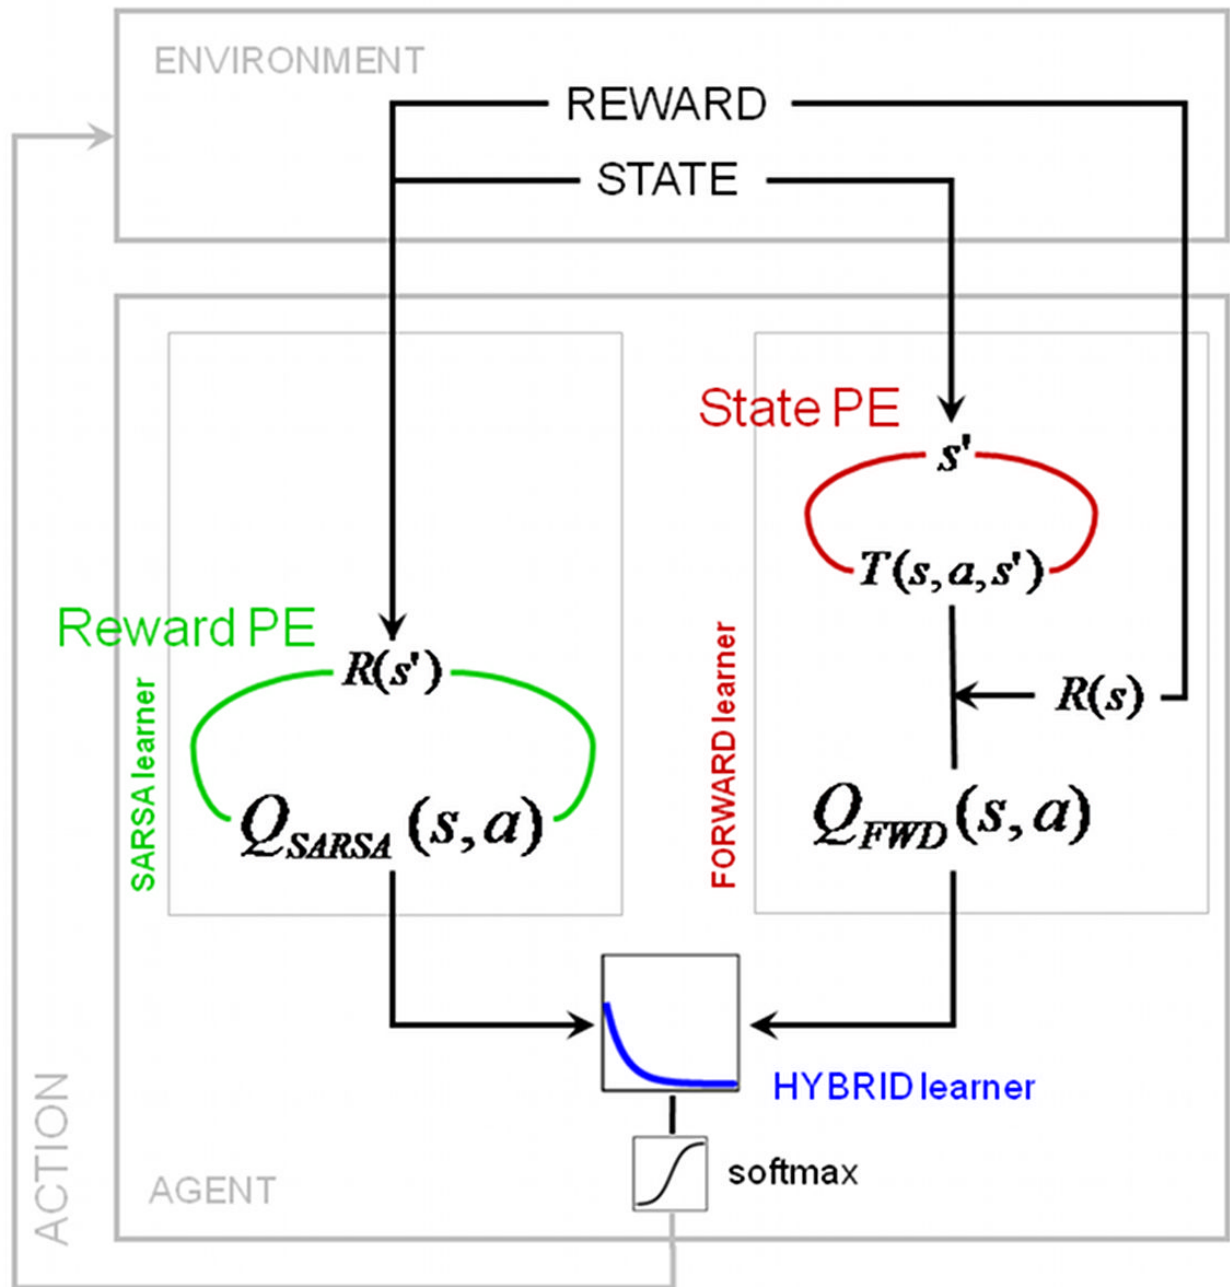 ENVIRONMENT
REWARD
STATE
State PE
s'
T(s,a,s')
Reward PE
R(s')
R(s)
SARSA learner
FORWARD learner
Q_SARSA (s,a)
Q_FWD (s,a)
HYBRID learner
softmax
AGENT
ACTION